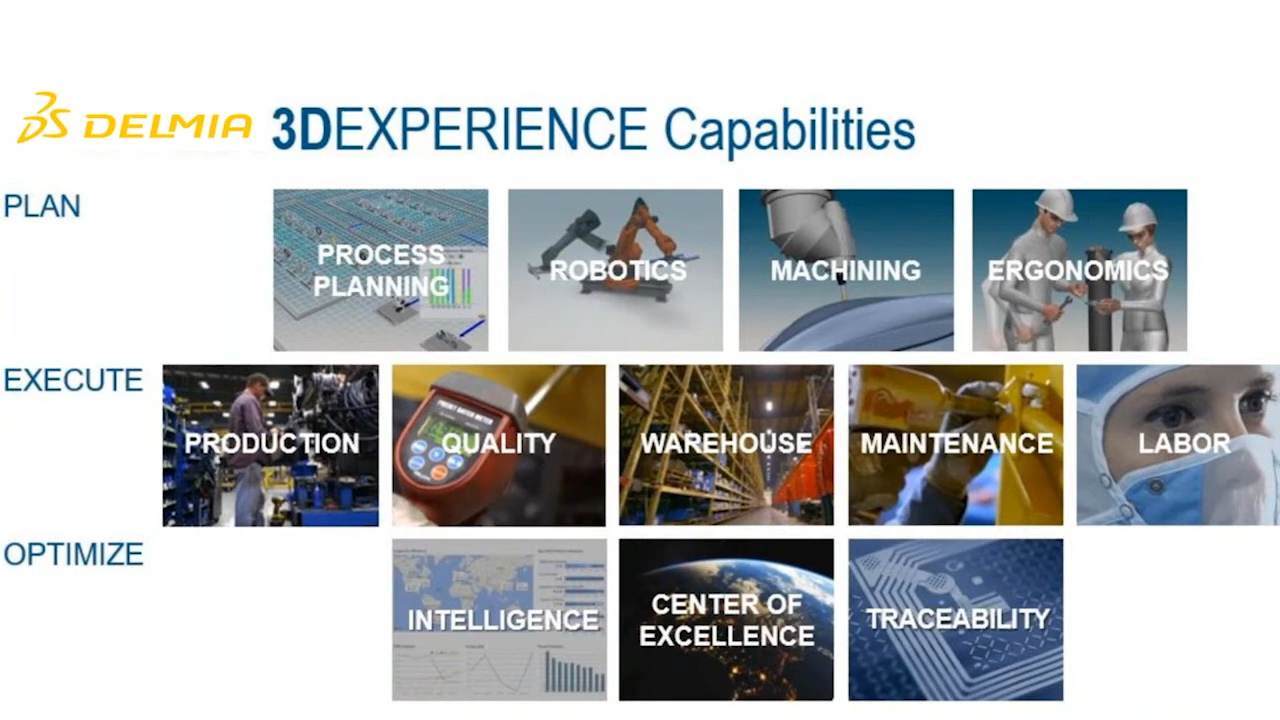 DELMIA 3DEXPERIENCE Capabilities
PLAN
PROCESS
PLANNING
ROBOTICS
MACHINING
ERGONOMICS
EXECUTE
PRODUCTION
QUALITY
WAREHOUSE
MAINTENANCE
LABOR
OPTIMIZE
INTELLIGENCE
CENTER OF
EXCELLENCE
TRACEABILITY